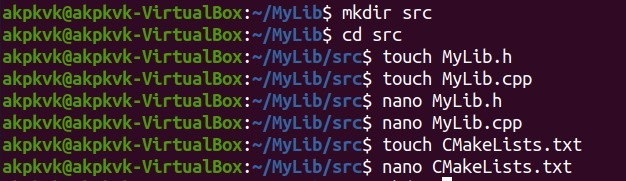 akpkvk@akpkvk-VirtualBox:~/MyLib$ mkdir src
akpkvk@akpkvk-VirtualBox:~/MyLib$ cd src
akpkvk@akpkvk-VirtualBox:~/MyLib/src$ touch MyLib.h
akpkvk@akpkvk-VirtualBox:~/MyLib/src$ touch MyLib.cpp
akpkvk@akpkvk-VirtualBox:~/MyLib/src$ nano MyLib.h
akpkvk@akpkvk-VirtualBox:~/MyLib/src$ nano MyLib.cpp
akpkvk@akpkvk-VirtualBox:~/MyLib/src$ touch CMakeLists.txt
akpkvk@akpkvk-VirtualBox:~/MyLib/src$ nano CMakeLists.txt